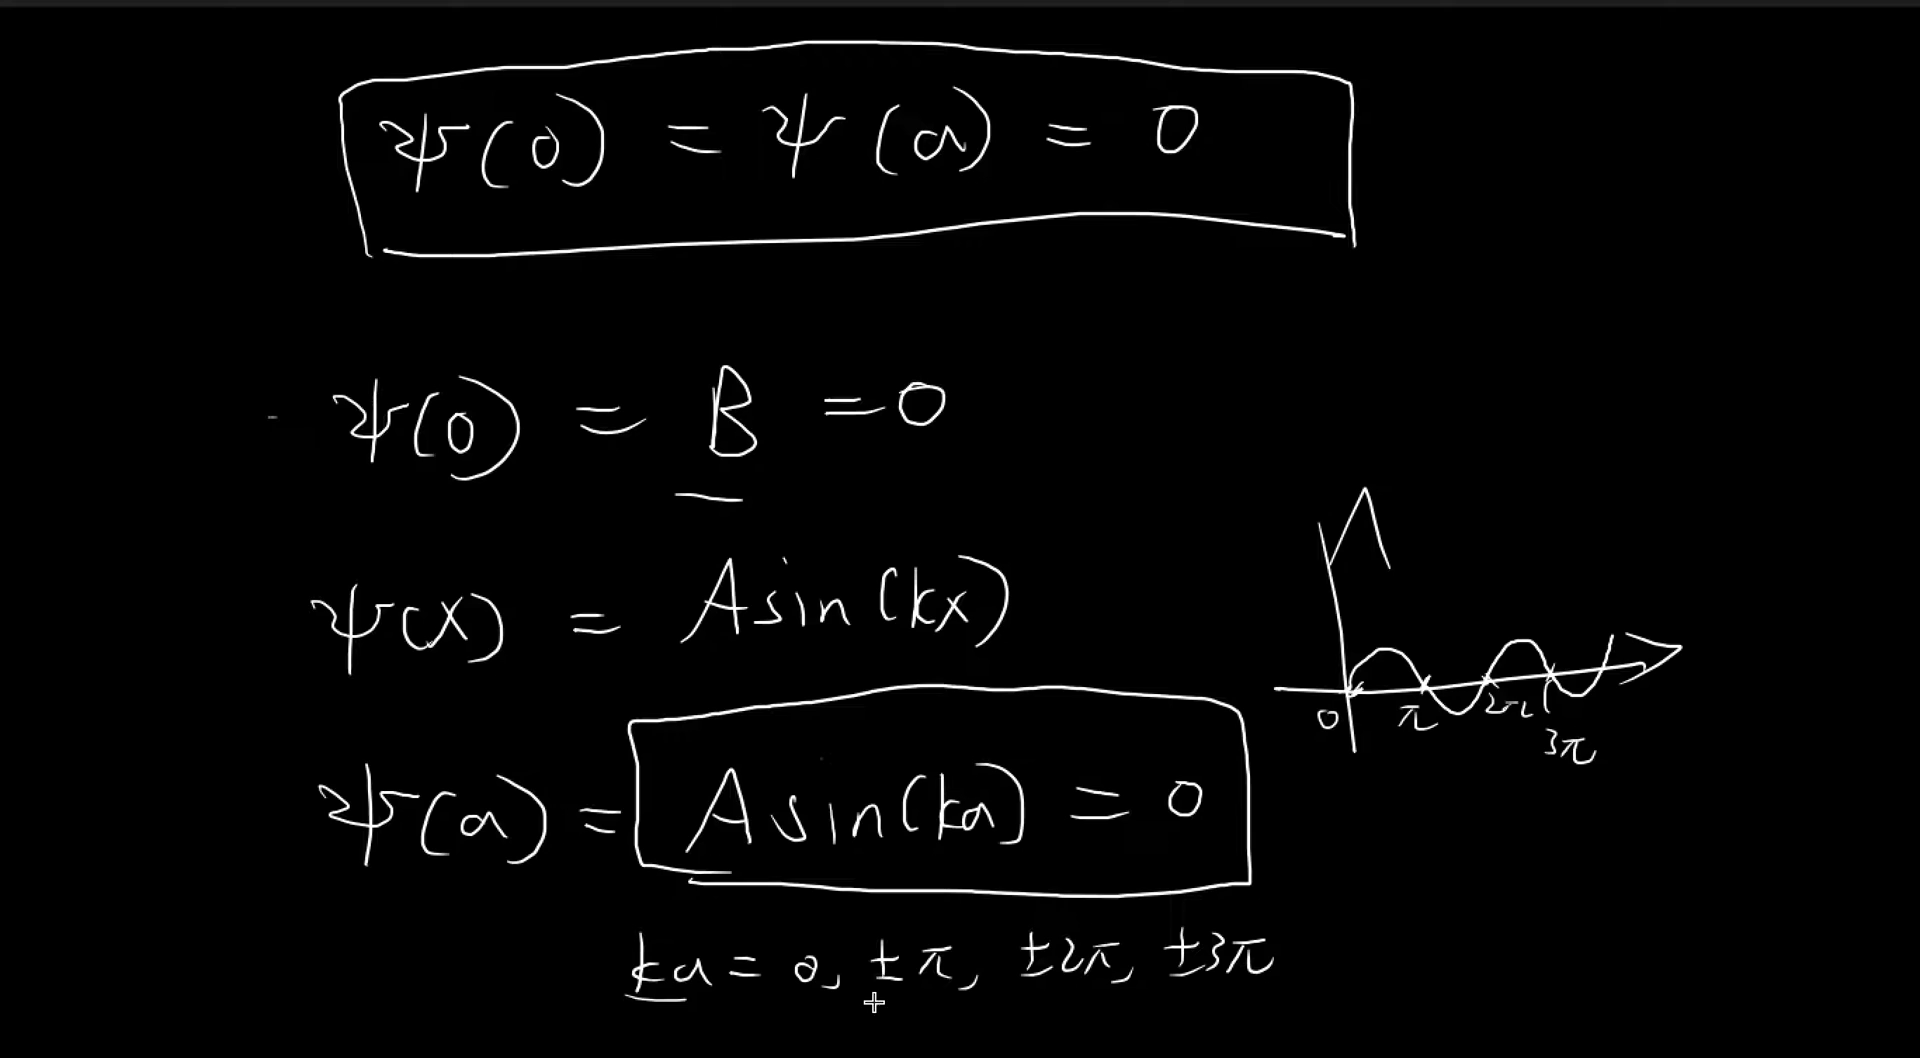 ψ(0) = ψ(a) = 0
ψ(0) = B = 0
ψ(x) = Asin(kx)
ψ(a) = Asin(ka) = 0
0 π 2π 3π
ka = 0, ±π, ±2π, ±3π